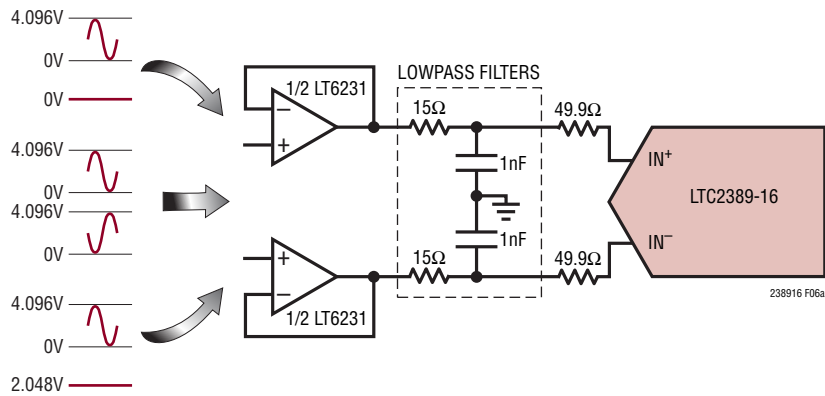 4.096V
0V
0V
4.096V
0V
4.096V
0V
4.096V
0V
2.048V
1/2 LT6231
−
+
LOWPASS FILTERS
15Ω
1nF
1nF
15Ω
+
−
1/2 LT6231
49.9Ω
49.9Ω
IN+
LTC2389-16
IN−
238916 F06a